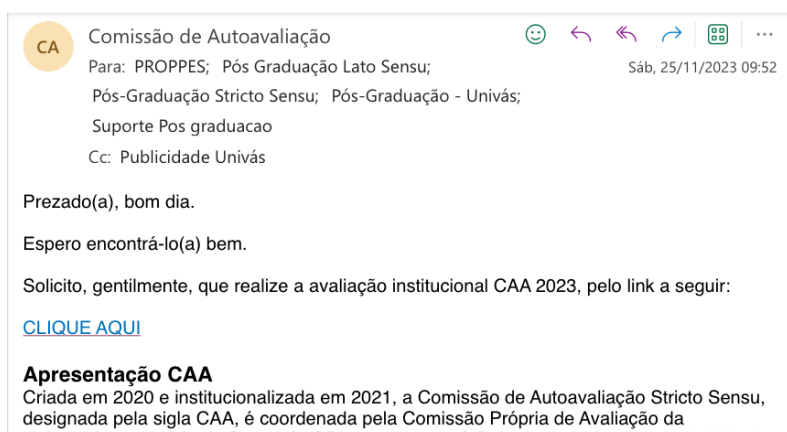 CA
Comissão de Autoavaliação
Para: PROPPES; Pós Graduação Lato Sensu;
Sáb, 25/11/2023 09:52
Pós-Graduação Stricto Sensu; Pós-Graduação - Univás;
Suporte Pos graduacao
Cc: Publicidade Univás
Prezado(a), bom dia.
Espero encontrá-lo(a) bem.
Solicito, gentilmente, que realize a avaliação institucional CAA 2023, pelo link a seguir:
CLIQUE AQUI
Apresentação CAA
Criada em 2020 e institucionalizada em 2021, a Comissão de Autoavaliação Stricto Sensu,
designada pela sigla CAA, é coordenada pela Comissão Própria de Avaliação da